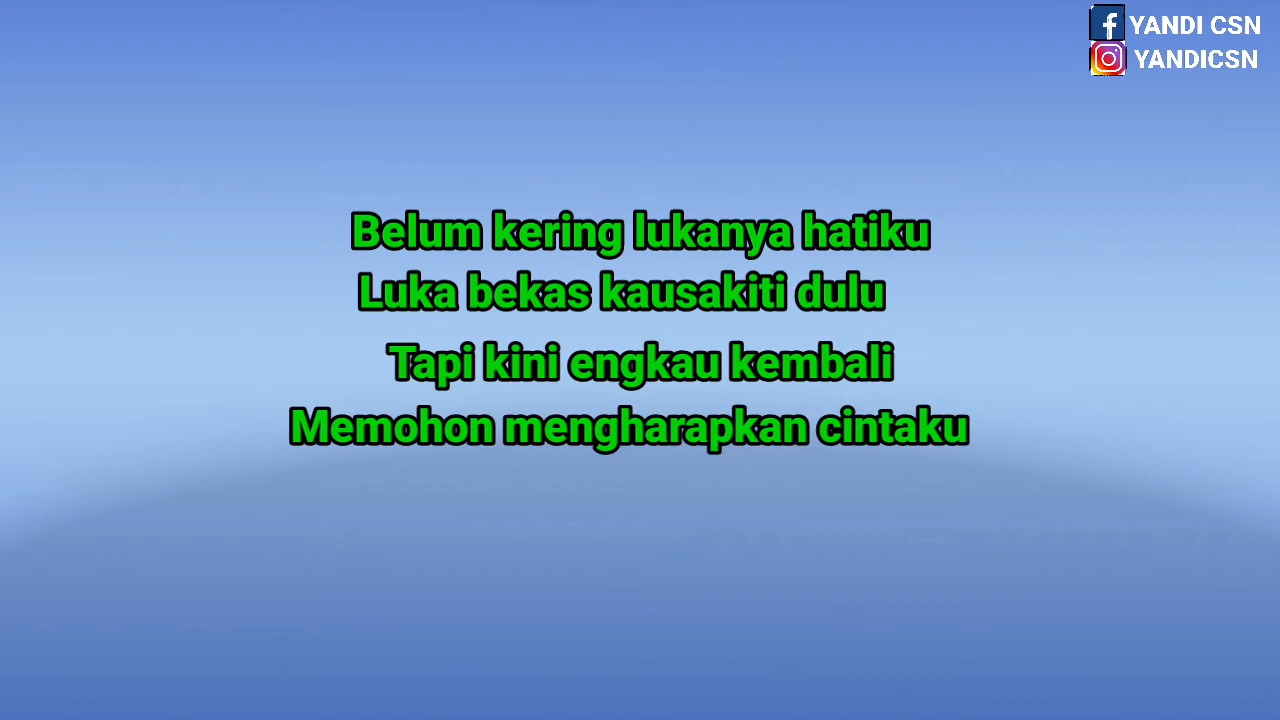 YANDI CSN
YANDICSN
Belum kering lukanya hatiku
Luka bekas kausakiti dulu
Tapi kini engkau kembali
Memohon mengharapkan cintaku